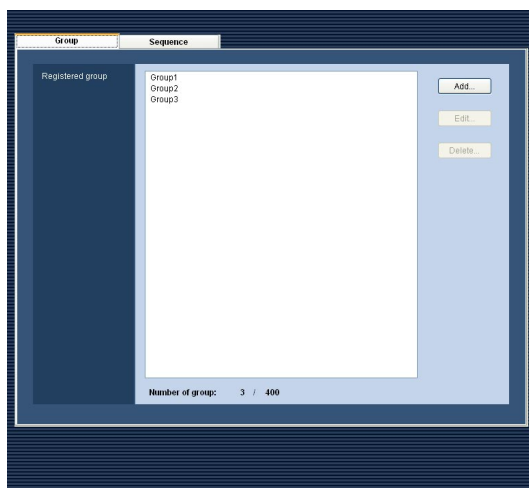 Group Sequence
Registered group
Group1
Group2
Group3
Add...
Edit...
Delete...
Number of group: 3 / 400